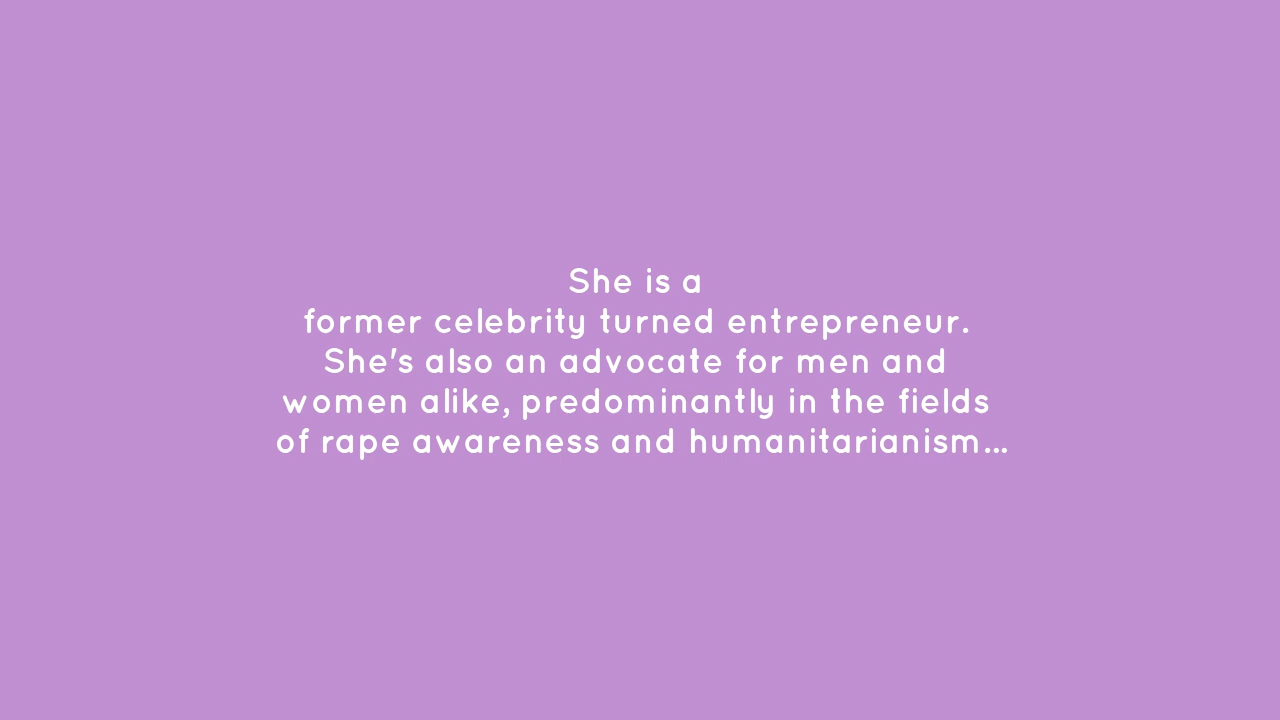 She is a
former celebrity turned entrepreneur.
She's also an advocate for men and
women alike, predominantly in the fields
of rape awareness and humanitarianism...